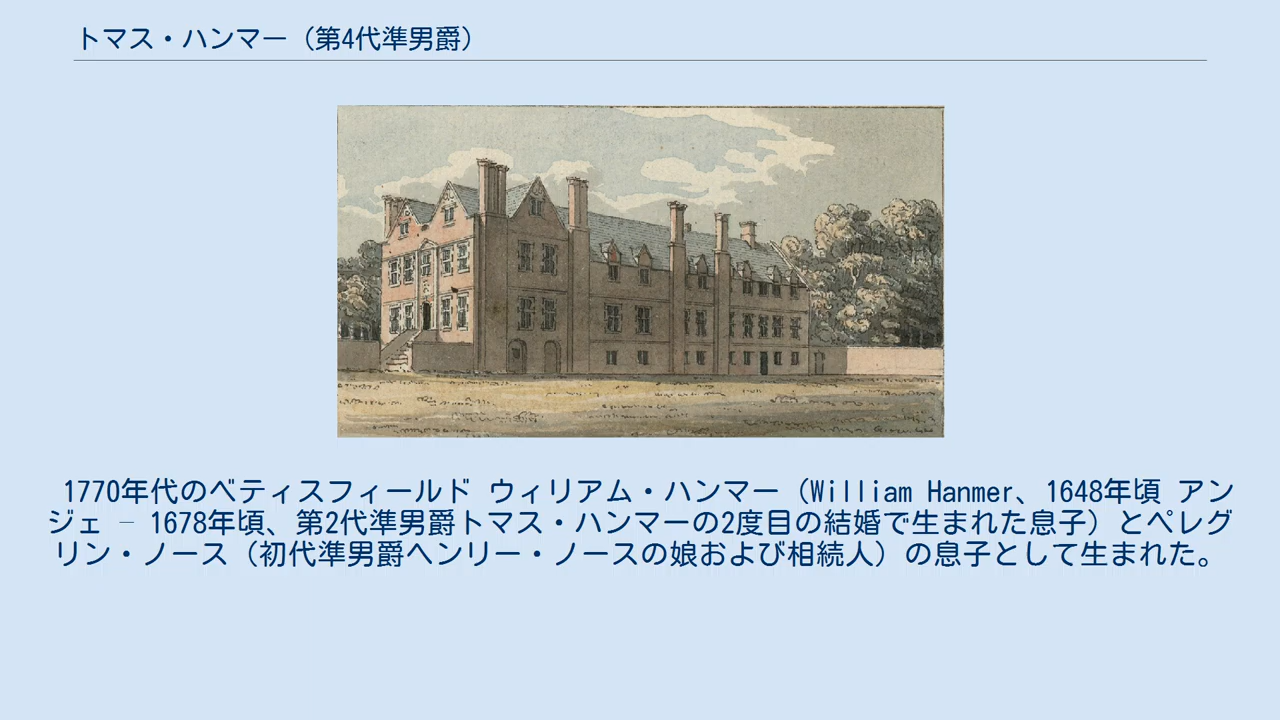 トマス・ハンマー（第4代準男爵）
1770年代のベティスフィールド ウィリアム・ハンマー（William Hanmer、1648年頃 アン
ジェ – 1678年頃、第2代準男爵トマス・ハンマーの2度目の結婚で生まれた息子）とペレグ
リン・ノース（初代準男爵ヘンリー・ノースの娘および相続人）の息子として生まれた。